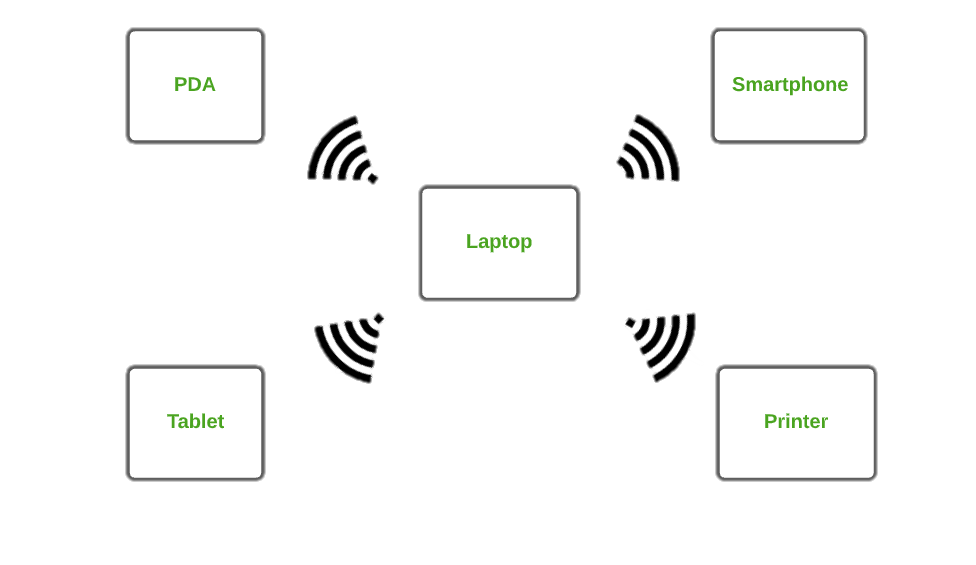 PDA
Smartphone
Laptop
Tablet
Printer